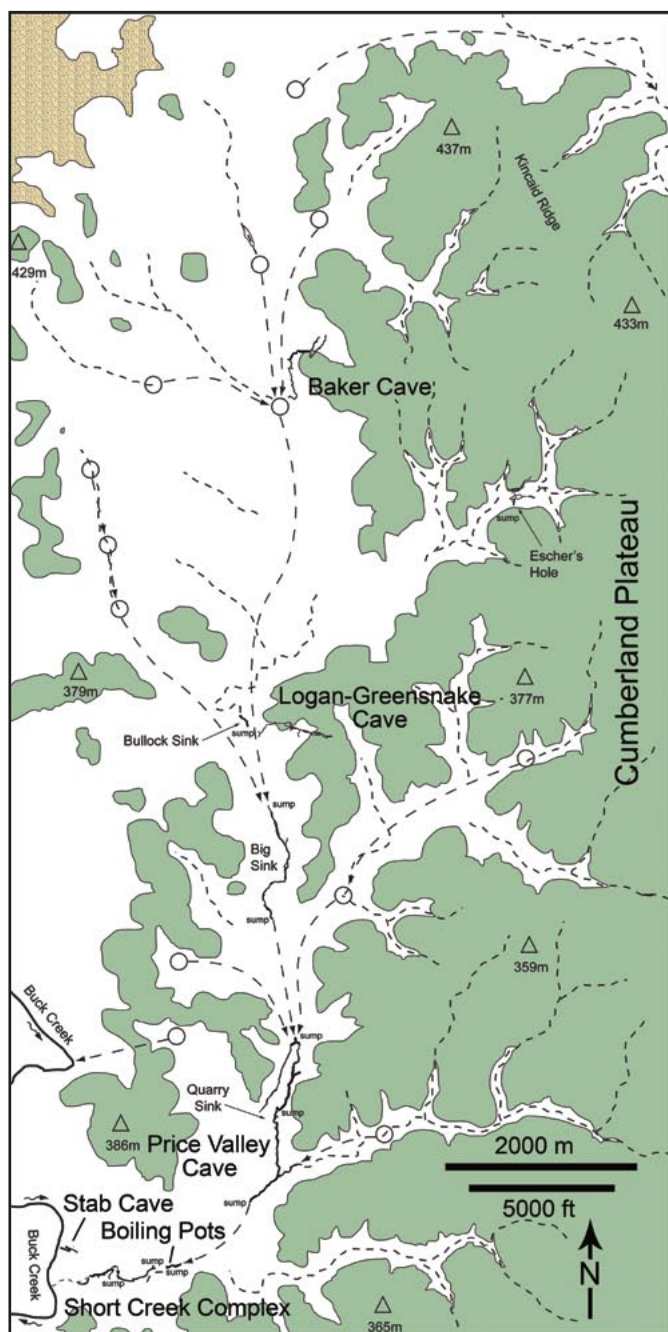 437m
Kincaid Ridge
429m
433m
Baker Cave
sump
Escher's
Hole
Cumberland Plateau
379m
377m
Logan-Greensnake
Cave
Bullock Sink
sump
sump
Big
Sink
sump
359m
Buck Creek
sump
Quarry
Sink
sump
386m
Price Valley
Cave
2000 m
5000 ft
sump
Stab Cave
Boiling Pots
Buck Creek
sump
sump
sump
N
Short Creek Complex
365m